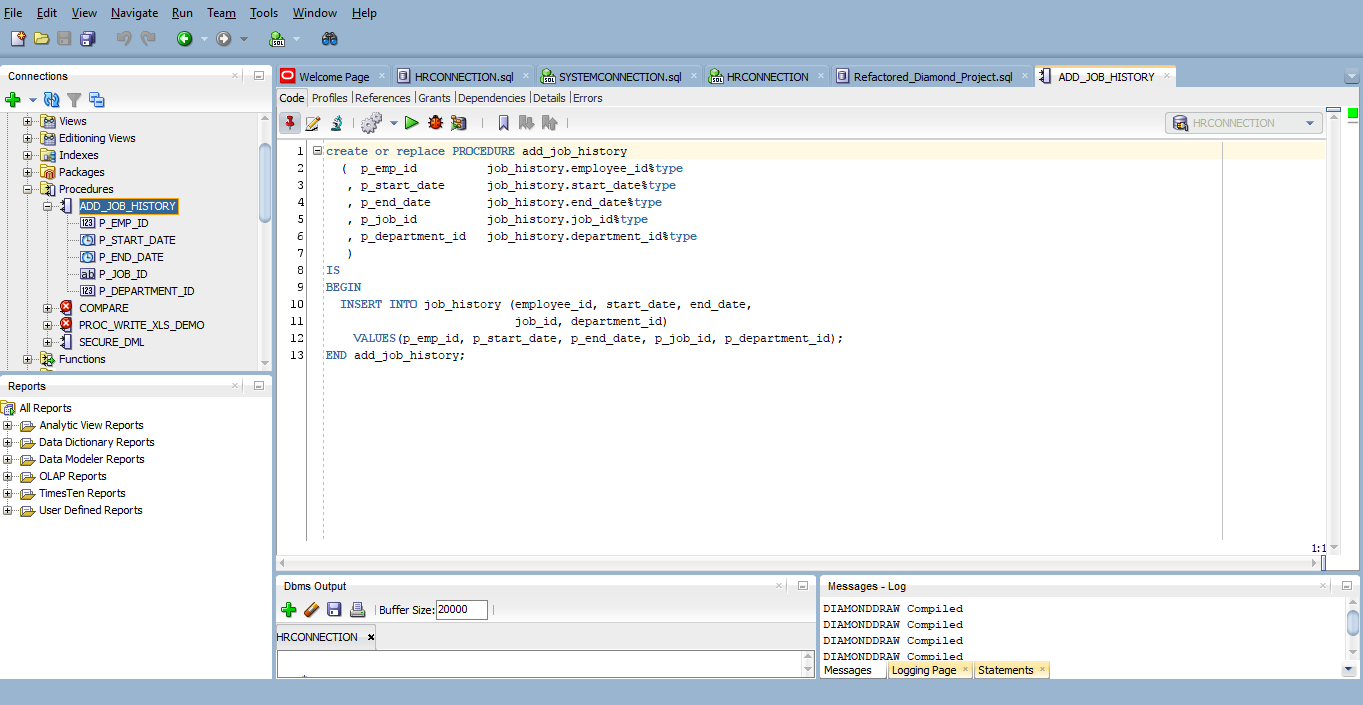 File Edit View Navigate Run Team Tools Window Help
SQL SQL
Connections
Welcome Page HRCONNECTION.sql SYSTEMCONNECTION.sql HRCONNECTION Refactored_Diamond_Project.sql ADD_JOB_HISTORY
Code Profiles References Grants Dependencies Details Errors
HRCONNECTION
Views
Editioning Views
Indexes
Packages
Procedures
ADD_JOB_HISTORY
123 P_EMP_ID
P_START_DATE
P_END_DATE
ab P_JOB_ID
123 P_DEPARTMENT_ID
COMPARE
PROC_WRITE_XLS_DEMO
SECURE_DML
Functions
1 create or replace PROCEDURE add_job_history
2 ( p_emp_id job_history.employee_id%type
3 , p_start_date job_history.start_date%type
4 , p_end_date job_history.end_date%type
5 , p_job_id job_history.job_id%type
6 , p_department_id job_history.department_id%type
7 )
8 IS
9 BEGIN
10 INSERT INTO job_history (employee_id, start_date, end_date,
11 job_id, department_id)
12 VALUES(p_emp_id, p_start_date, p_end_date, p_job_id, p_department_id);
13 END add_job_history;
1:1
Reports
All Reports
Analytic View Reports
Data Dictionary Reports
Data Modeler Reports
OLAP Reports
TimesTen Reports
User Defined Reports
Dbms Output
Buffer Size: 20000
HRCONNECTION
Messages - Log
DIAMONDDRAW Compiled
DIAMONDDRAW Compiled
DIAMONDDRAW Compiled
DIAMONDDRAW Compiled
Messages Logging Page Statements